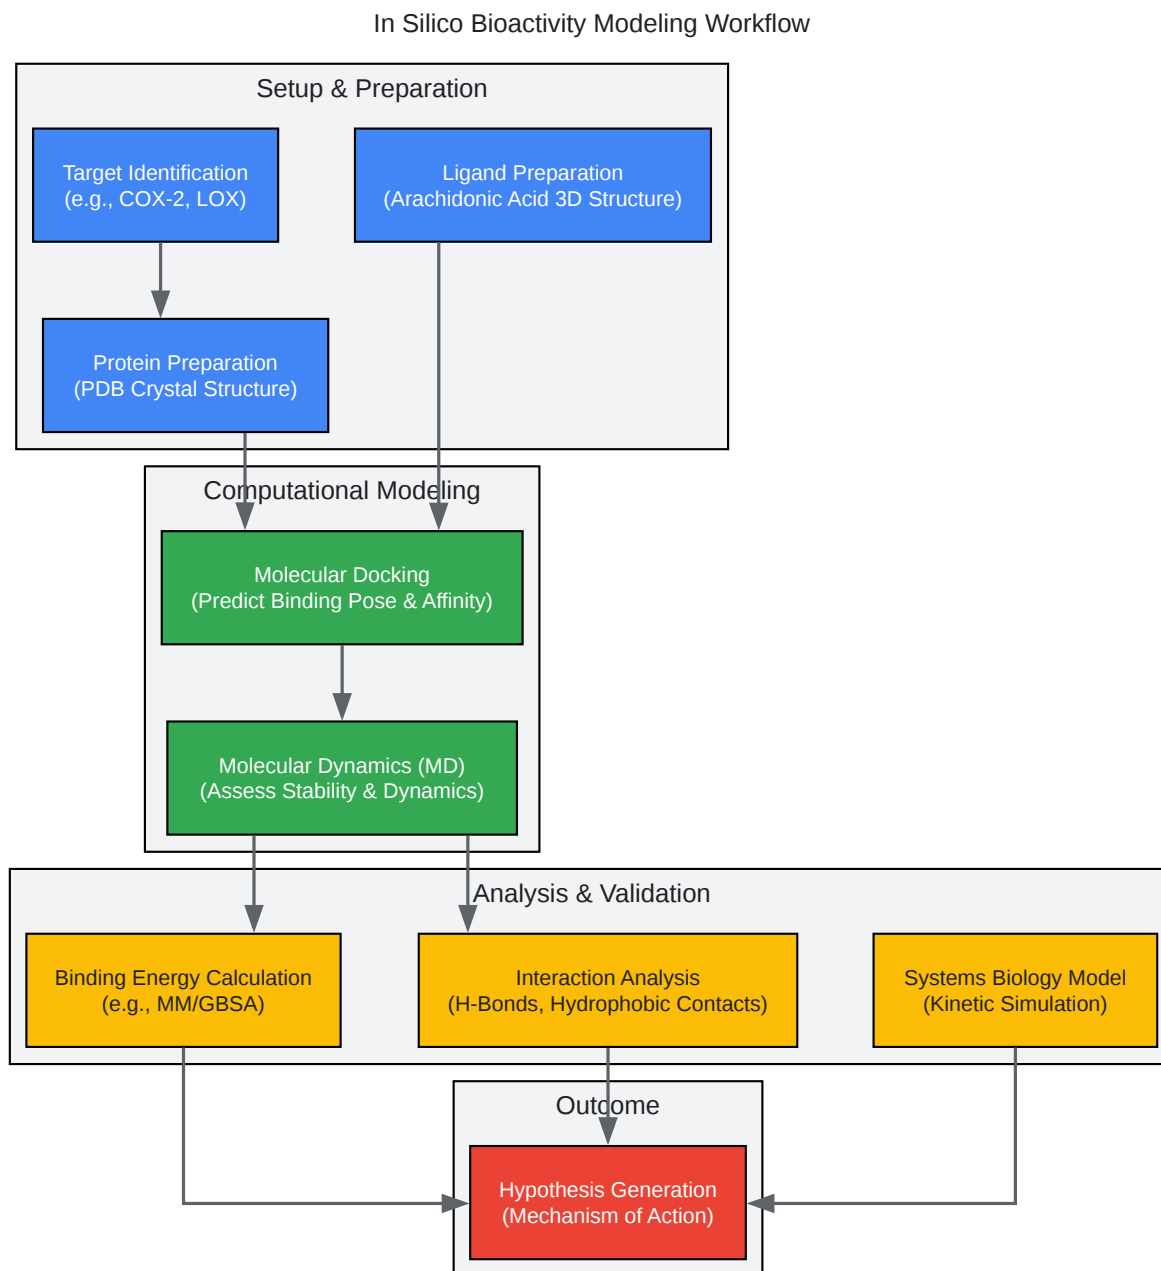 In Silico Bioactivity Modeling Workflow
Setup & Preparation
Target Identification
(e.g., COX-2, LOX)
Ligand Preparation
(Arachidonic Acid 3D Structure)
Protein Preparation
(PDB Crystal Structure)
Computational Modeling
Molecular Docking
(Predict Binding Pose & Affinity)
Molecular Dynamics (MD)
(Assess Stability & Dynamics)
Analysis & Validation
Binding Energy Calculation
(e.g., MM/GBSA)
Interaction Analysis
(H-Bonds, Hydrophobic Contacts)
Systems Biology Model
(Kinetic Simulation)
Outcome
Hypothesis Generation
(Mechanism of Action)